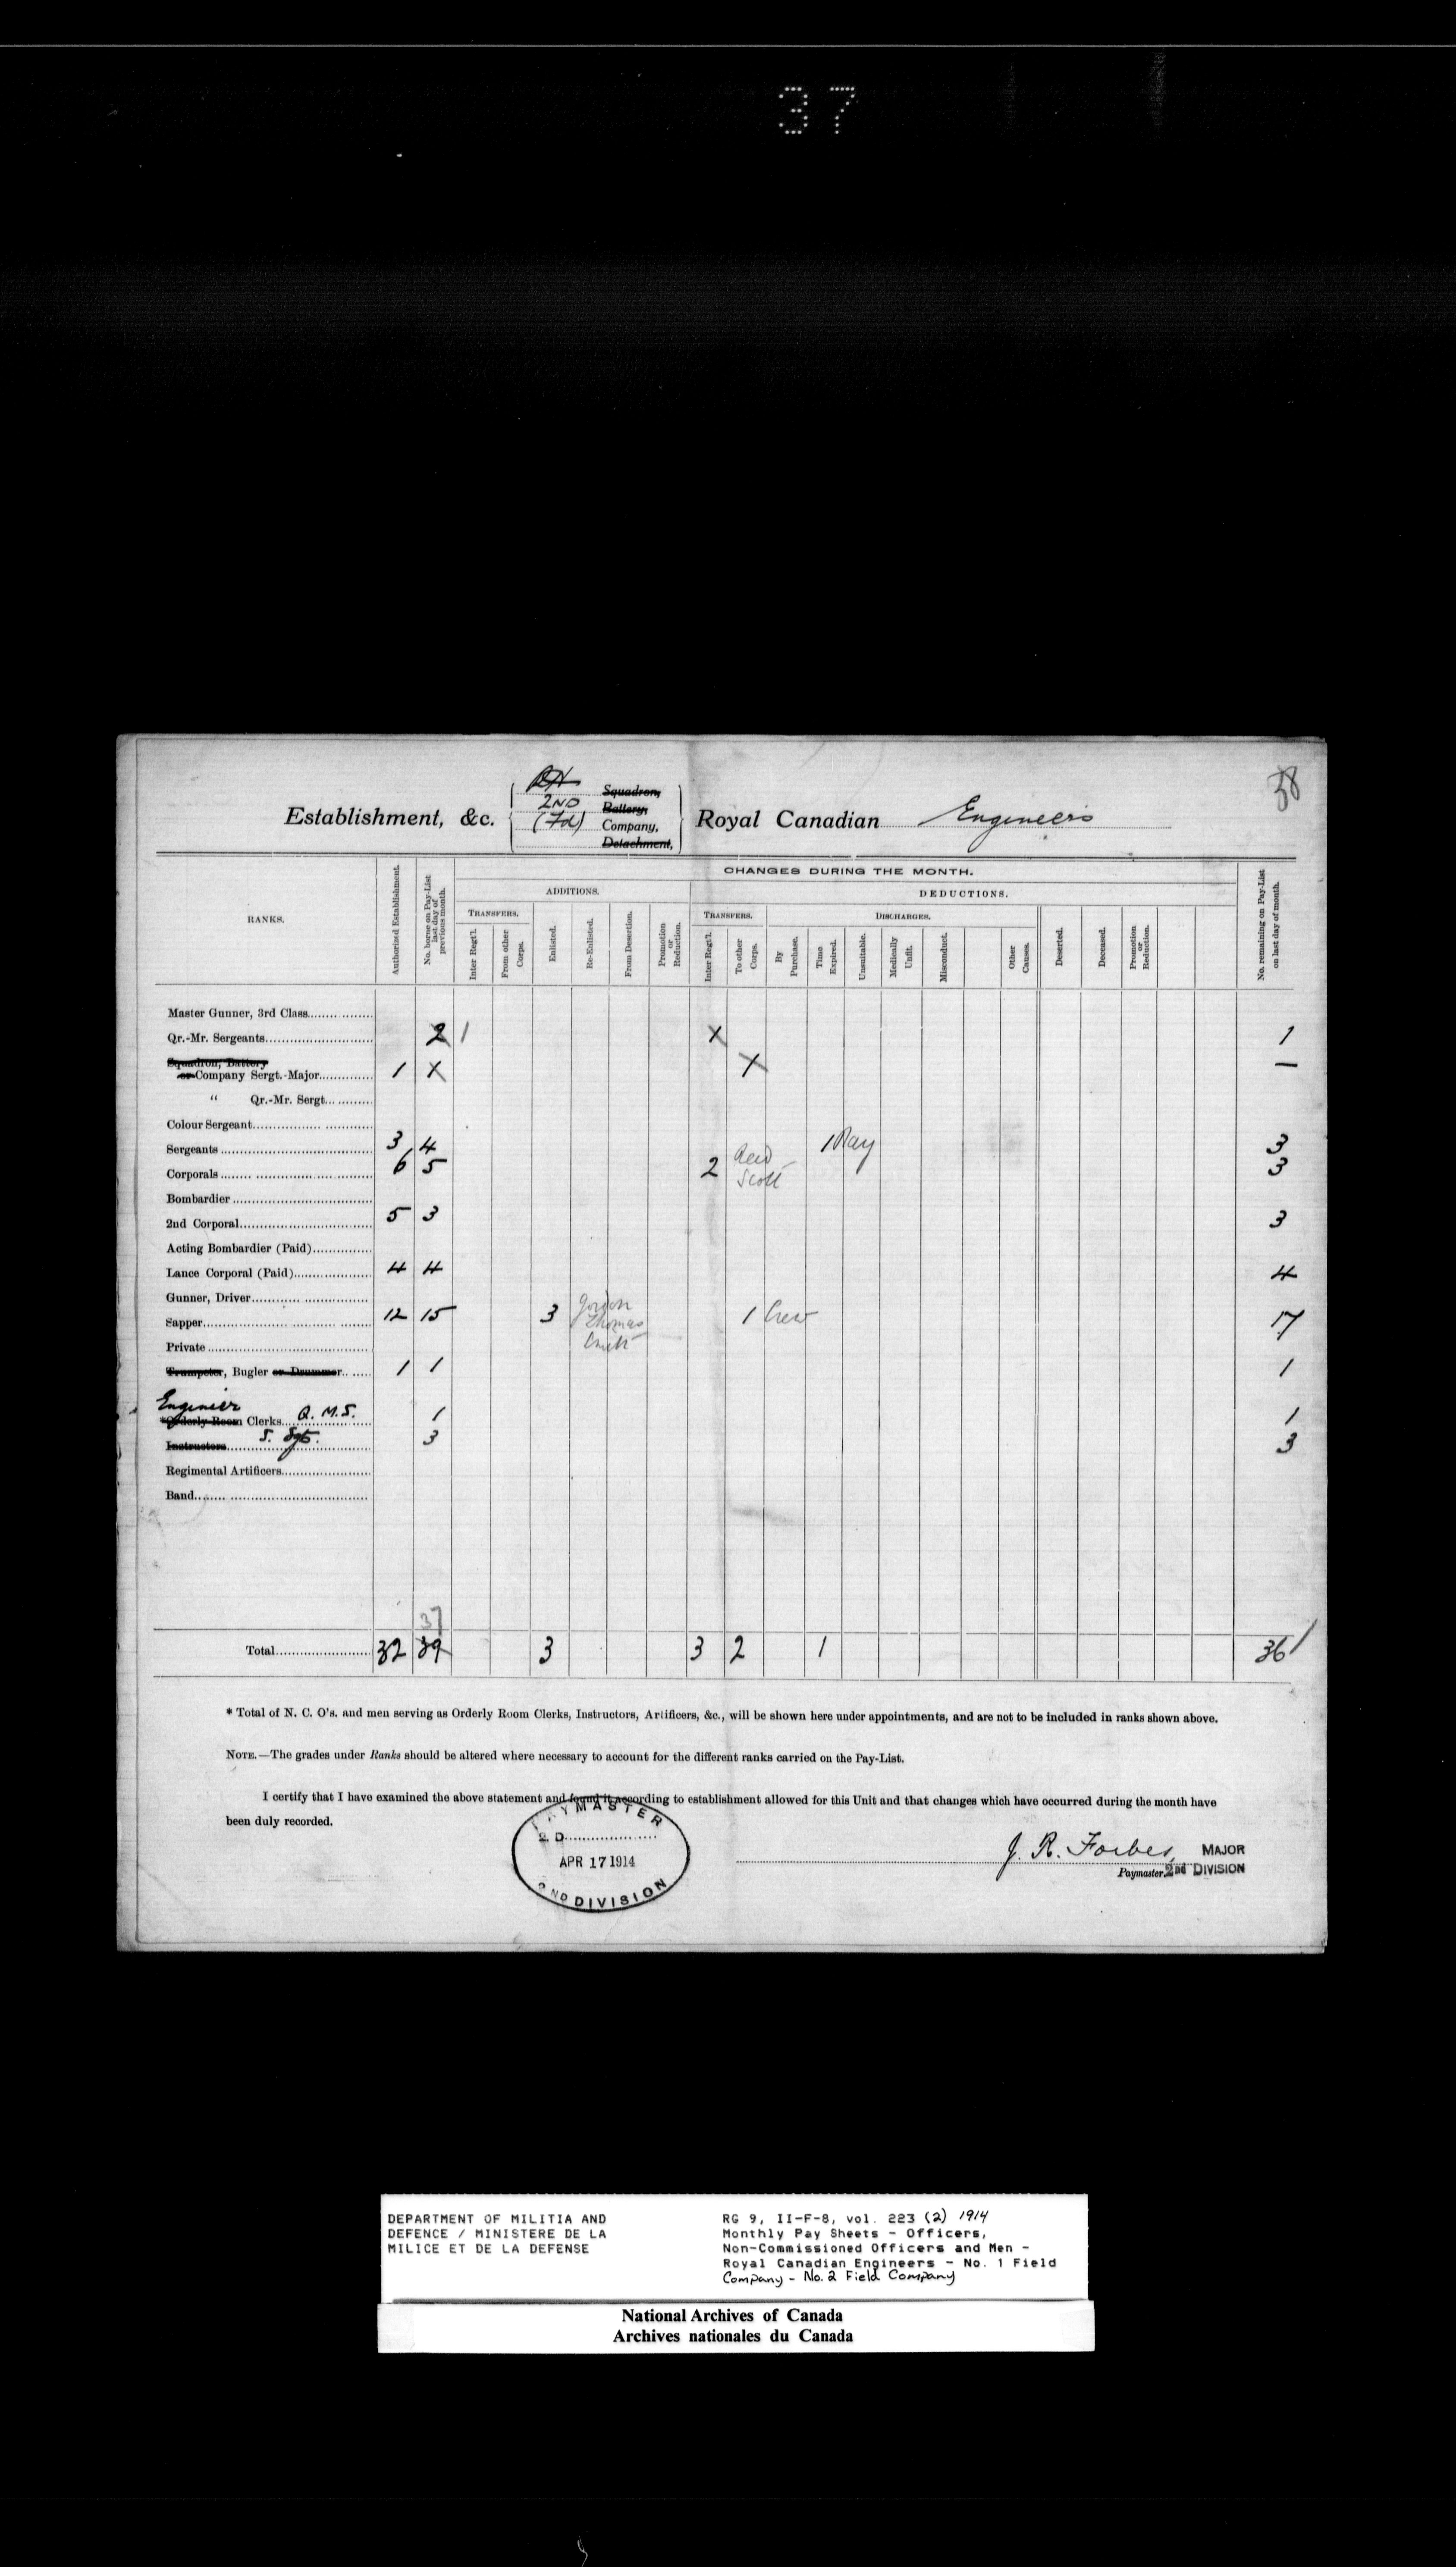 37
38
2ND Squadron,
Establishment, &c. (Fd) Battery, Royal Canadian Engineers
Company,
Detachment,
CHANGES DURING THE MONTH.
ADDITIONS. DEDUCTIONS.
RANKS. Authorized Establishment. No. borne on Pay-List last day of previous month. TRANSFERS. TRANSFERS. DISCHARGES. No. remaining on Pay-List on last day of month.
Inter Regt'l. From other Corps. Enlisted. Re-Enlisted. From Desertion. Promotion or Reduction. Inter Regt'l. To other Corps. By Purchase. Time Expired. Unsuitable. Medically Unfit. Misconduct. Other Causes. Deserted. Deceased. Promotion or Reduction.
Master Gunner, 3rd Class
Qr.-Mr. Sergeants 2 1 X 1
Squadron, Battery
or Company Sergt.-Major 1 X X —
" Qr.-Mr. Sergt.
Colour Sergeant
Sergeants 3 4 1 Ray 3
Corporals 6 5 2 Scott 3
Bombardier
2nd Corporal 5 3 3
Acting Bombardier (Paid)
Lance Corporal (Paid) 4 4 4
Gunner, Driver
Sapper 12 15 3 Gordon Thomas 1 Crew 17
Private
Trumpeter, Bugler or Drummer 1 1 1
Engineer
*Orderly Room Clerks Q. M. S. 1 1
Instructors S. Sgts. 3 3
Regimental Artificers
Band
37
Total 32 39 3 3 2 1 36
* Total of N. C. O's. and men serving as Orderly Room Clerks, Instructors, Artificers, &c., will be shown here under appointments, and are not to be included in ranks shown above.
NOTE.—The grades under Ranks should be altered where necessary to account for the different ranks carried on the Pay-List.
I certify that I have examined the above statement and found it according to establishment allowed for this Unit and that changes which have occurred during the month have
been duly recorded.
PAYMASTER
2. D.
APR 17 1914
2ND DIVISION
J. R. Forbes, MAJOR
Paymaster 2nd DIVISION
DEPARTMENT OF MILITIA AND
DEFENCE / MINISTERE DE LA
MILICE ET DE LA DEFENSE
RG 9, II-F-8, vol. 223 (2) 1914
Monthly Pay Sheets - Officers,
Non-Commissioned Officers and Men -
Royal Canadian Engineers - No. 1 Field
Company - No. 2 Field Company
National Archives of Canada
Archives nationales du Canada